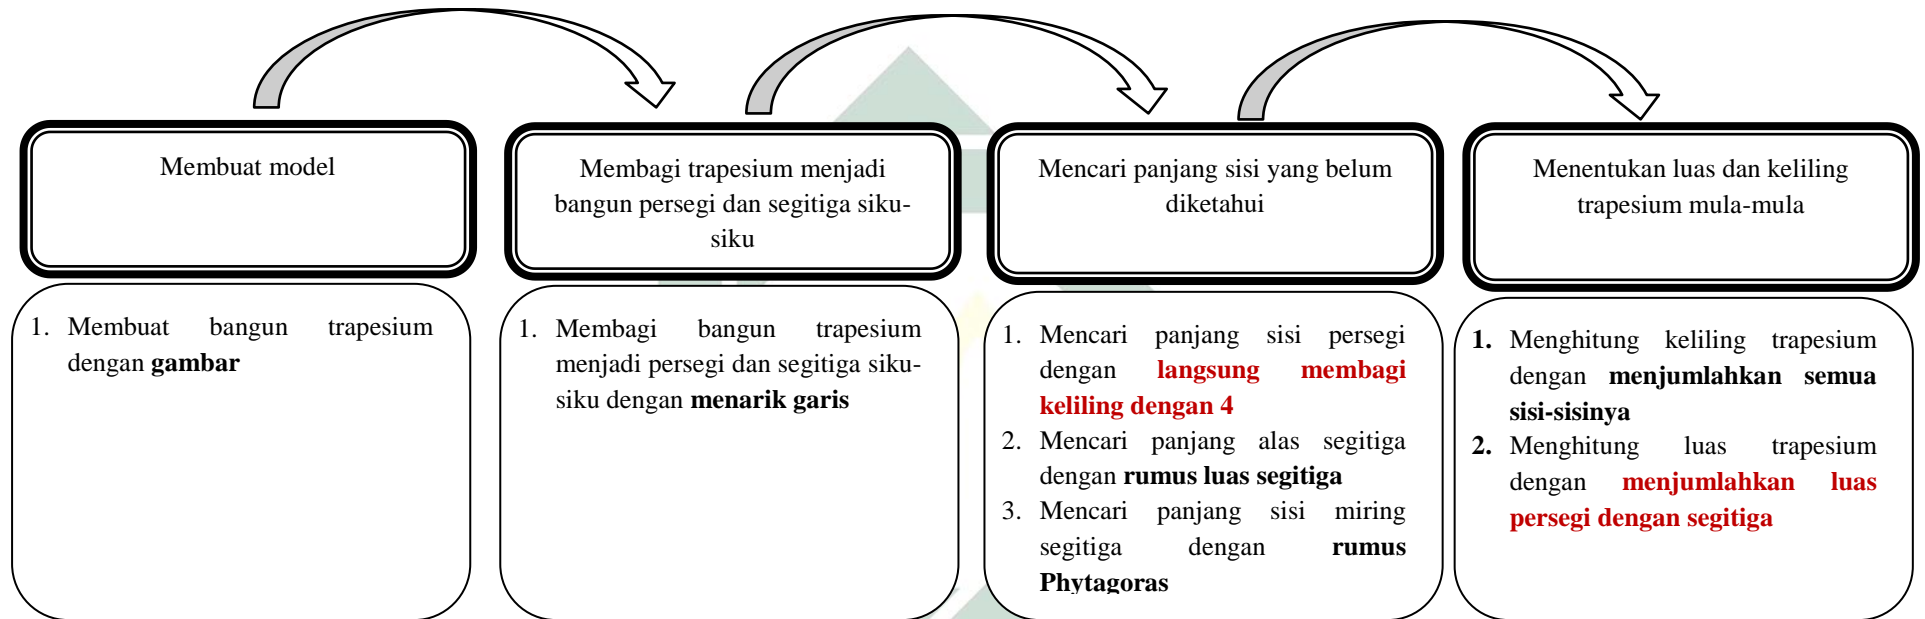 Membuat model
Membagi trapesium menjadi
bangun persegi dan segitiga siku-
siku
Mencari panjang sisi yang belum
diketahui
Menentukan luas dan keliling
trapesium mula-mula
1. Membuat bangun trapesium
dengan gambar
1. Membagi bangun trapesium
menjadi persegi dan segitiga siku-
siku dengan menarik garis
1. Mencari panjang sisi persegi
dengan langsung membagi
keliling dengan 4
2. Mencari panjang alas segitiga
dengan rumus luas segitiga
3. Mencari panjang sisi miring
segitiga dengan rumus
Phytagoras
1. Menghitung keliling trapesium
dengan menjumlahkan semua
sisi-sisinya
2. Menghitung luas trapesium
dengan menjumlahkan luas
persegi dengan segitiga